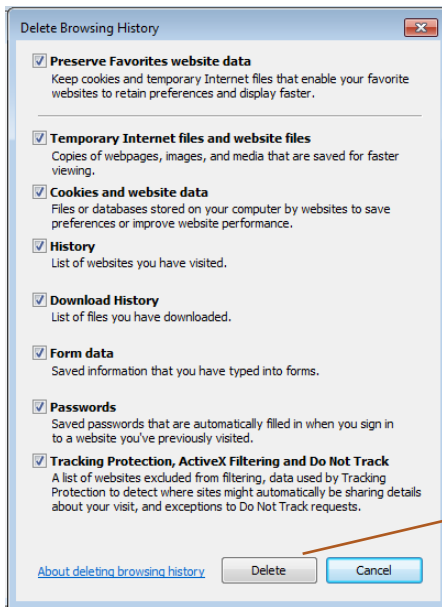 Delete Browsing History
Preserve Favorites website data
Keep cookies and temporary Internet files that enable your favorite
websites to retain preferences and display faster.
Temporary Internet files and website files
Copies of webpages, images, and media that are saved for faster
viewing.
Cookies and website data
Files or databases stored on your computer by websites to save
preferences or improve website performance.
History
List of websites you have visited.
Download History
List of files you have downloaded.
Form data
Saved information that you have typed into forms.
Passwords
Saved passwords that are automatically filled in when you sign in
to a website you've previously visited.
Tracking Protection, ActiveX Filtering and Do Not Track
A list of websites excluded from filtering, data used by Tracking
Protection to detect where sites might automatically be sharing details
about your visit, and exceptions to Do Not Track requests.
About deleting browsing history Delete Cancel